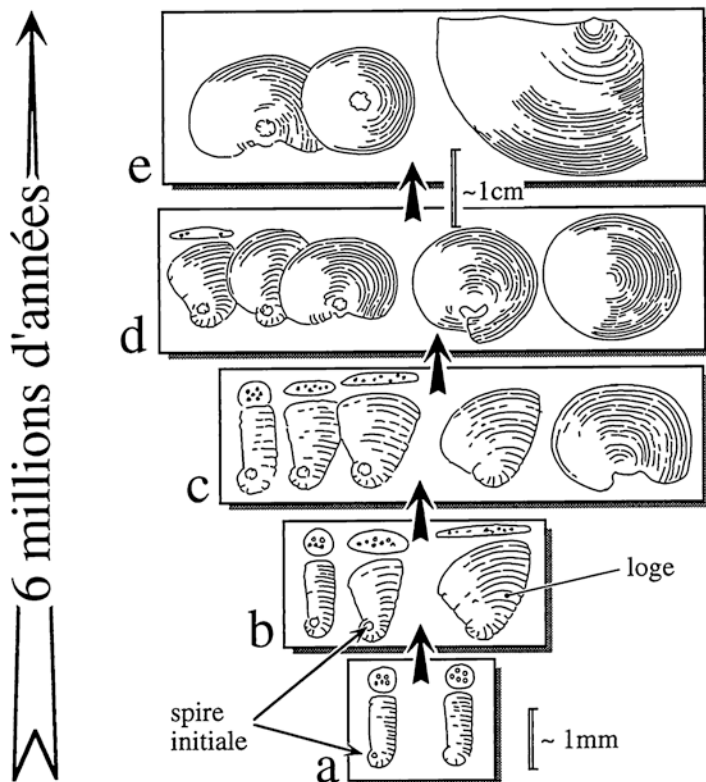 6 millions d'années
e
~1cm
d
c
b
loge
spire
initiale
a
~ 1mm